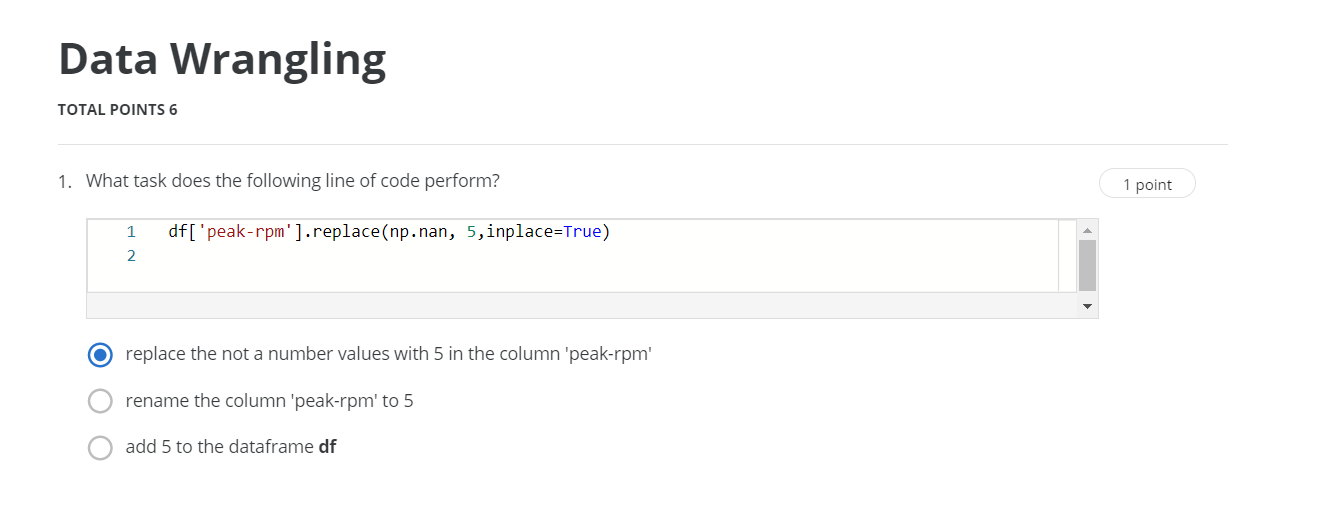 Data Wrangling
TOTAL POINTS 6
1. What task does the following line of code perform?
1 point
1 df['peak-rpm'].replace(np.nan, 5,inplace=True)
2
replace the not a number values with 5 in the column 'peak-rpm'
rename the column 'peak-rpm' to 5
add 5 to the dataframe df